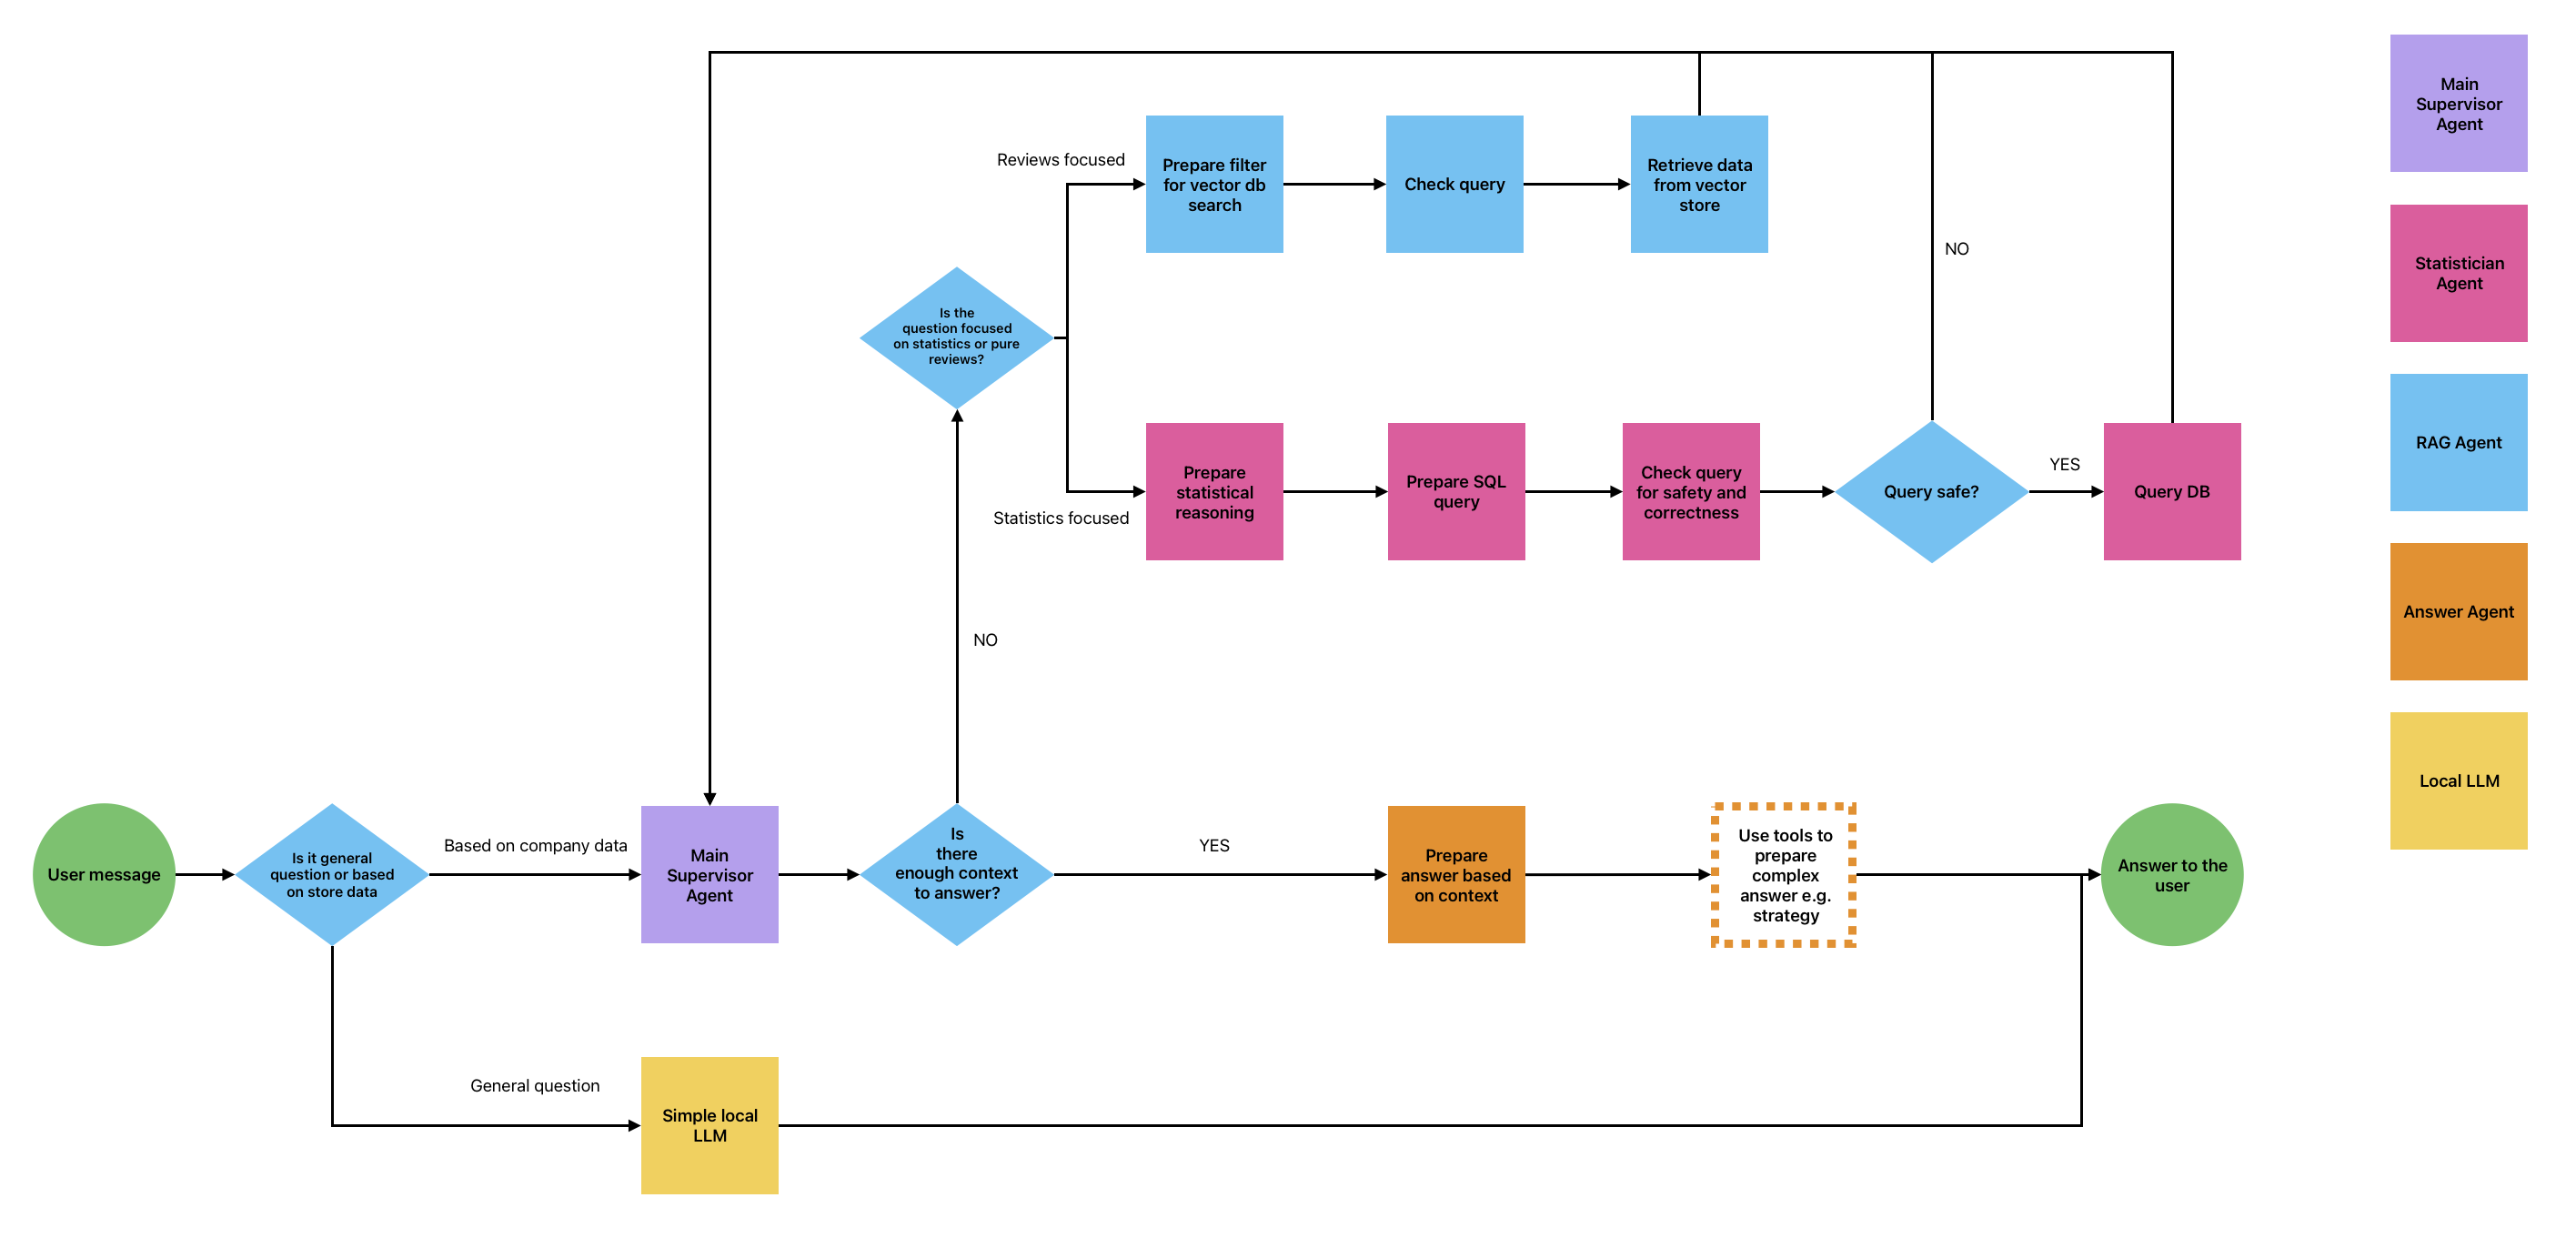 Main
Supervisor
Agent
Reviews focused
Prepare filter
for vector db
search
Check query
Retrieve data
from vector
store
NO
Statistician
Agent
Is the
question focused
on statistics or pure
reviews?
RAG Agent
Statistics focused
Prepare
statistical
reasoning
Prepare SQL
query
Check query
for safety and
correctness
Query safe?
YES
Query DB
Answer Agent
NO
Local LLM
User message
Is it general
question or based
on store data
Based on company data
Main
Supervisor
Agent
Is
there
enough context
to answer?
YES
Prepare
answer based
on context
Use tools to
prepare
complex
answer e.g.
strategy
Answer to the
user
General question
Simple local
LLM